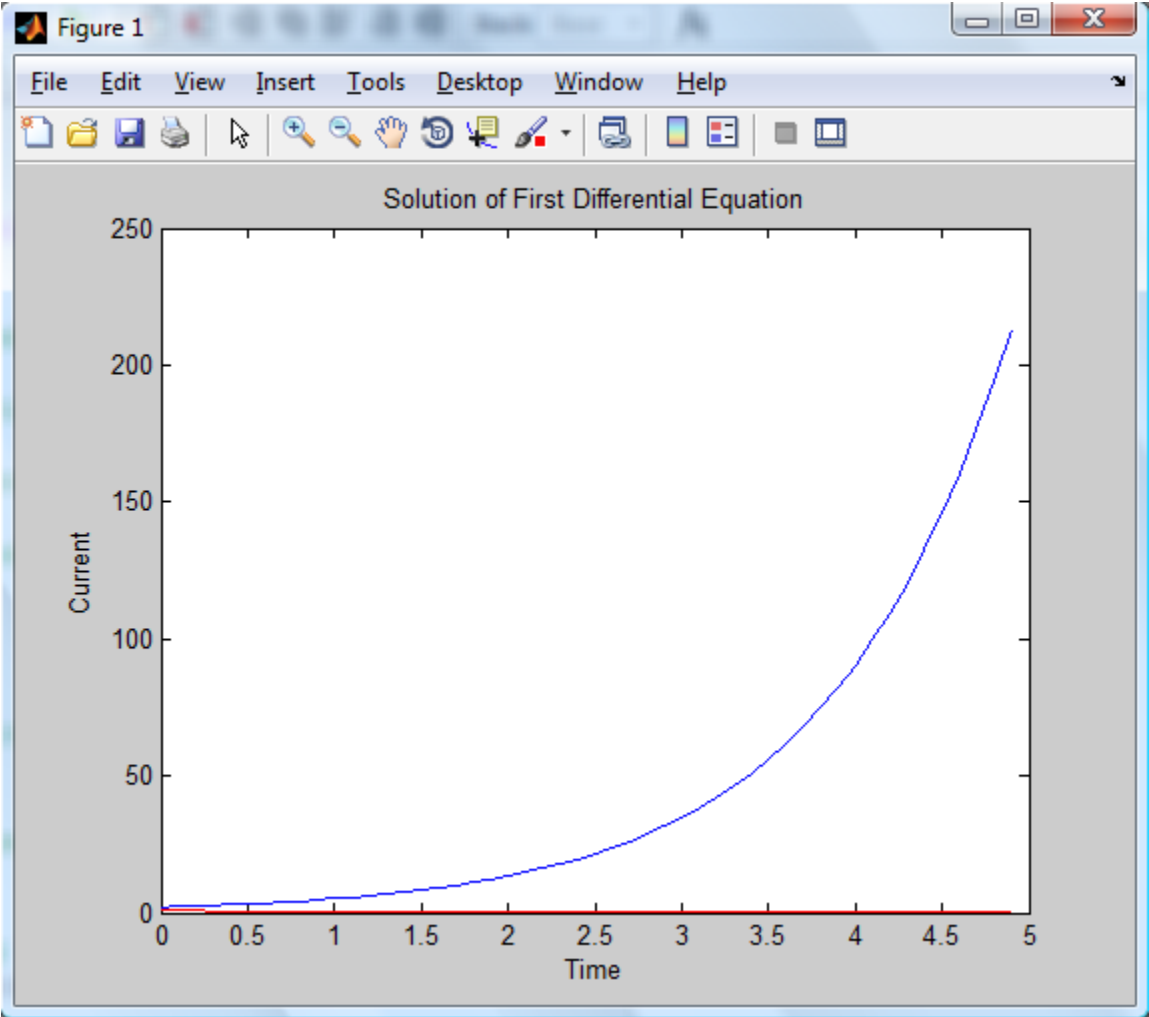 Figure 1
File Edit View Insert Tools Desktop Window Help
Solution of First Differential Equation
250
200
150
100
50
0
Current
0 0.5 1 1.5 2 2.5 3 3.5 4 4.5 5
Time